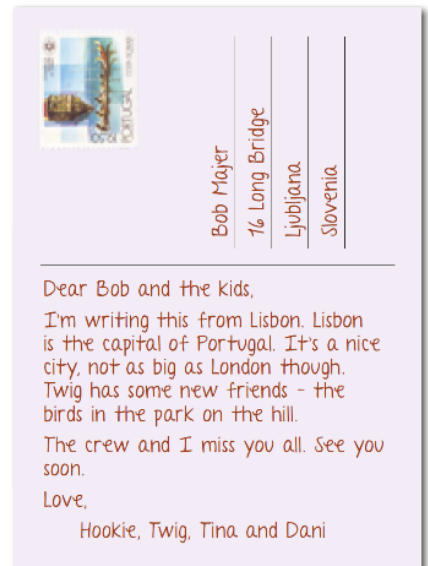 PORTUGAL
Bob Majer
16 Long Bridge
Ljubljana
Slovenia
Dear Bob and the kids,
I'm writing this from Lisbon. Lisbon
is the capital of Portugal. It's a nice
city, not as big as London though.
Twig has some new friends - the
birds in the park on the hill.
The crew and I miss you all. See you
soon.
Love,
Hookie, Twig, Tina and Dani